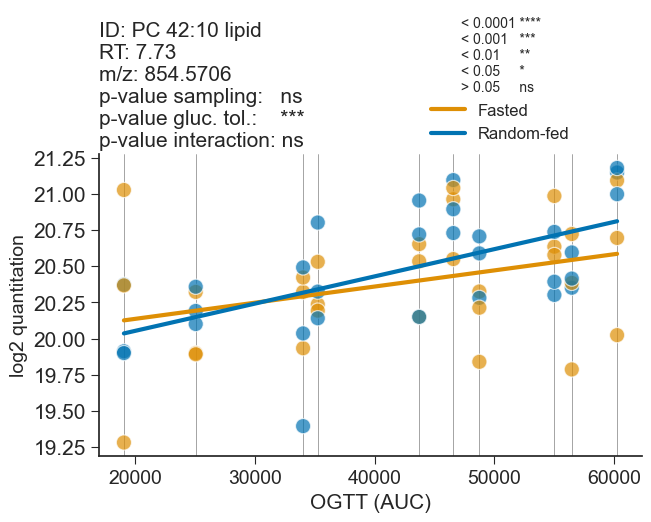 ID: PC 42:10 lipid
RT: 7.73
m/z: 854.5706
p-value sampling: ns
p-value gluc. tol.: ***
p-value interaction: ns
< 0.0001 ****
< 0.001 ***
< 0.01 **
< 0.05 *
> 0.05 ns
Fasted
Random-fed
21.25
21.00
20.75
20.50
20.25
20.00
19.75
19.50
19.25
log2 quantitation
20000 30000 40000 50000 60000
OGTT (AUC)